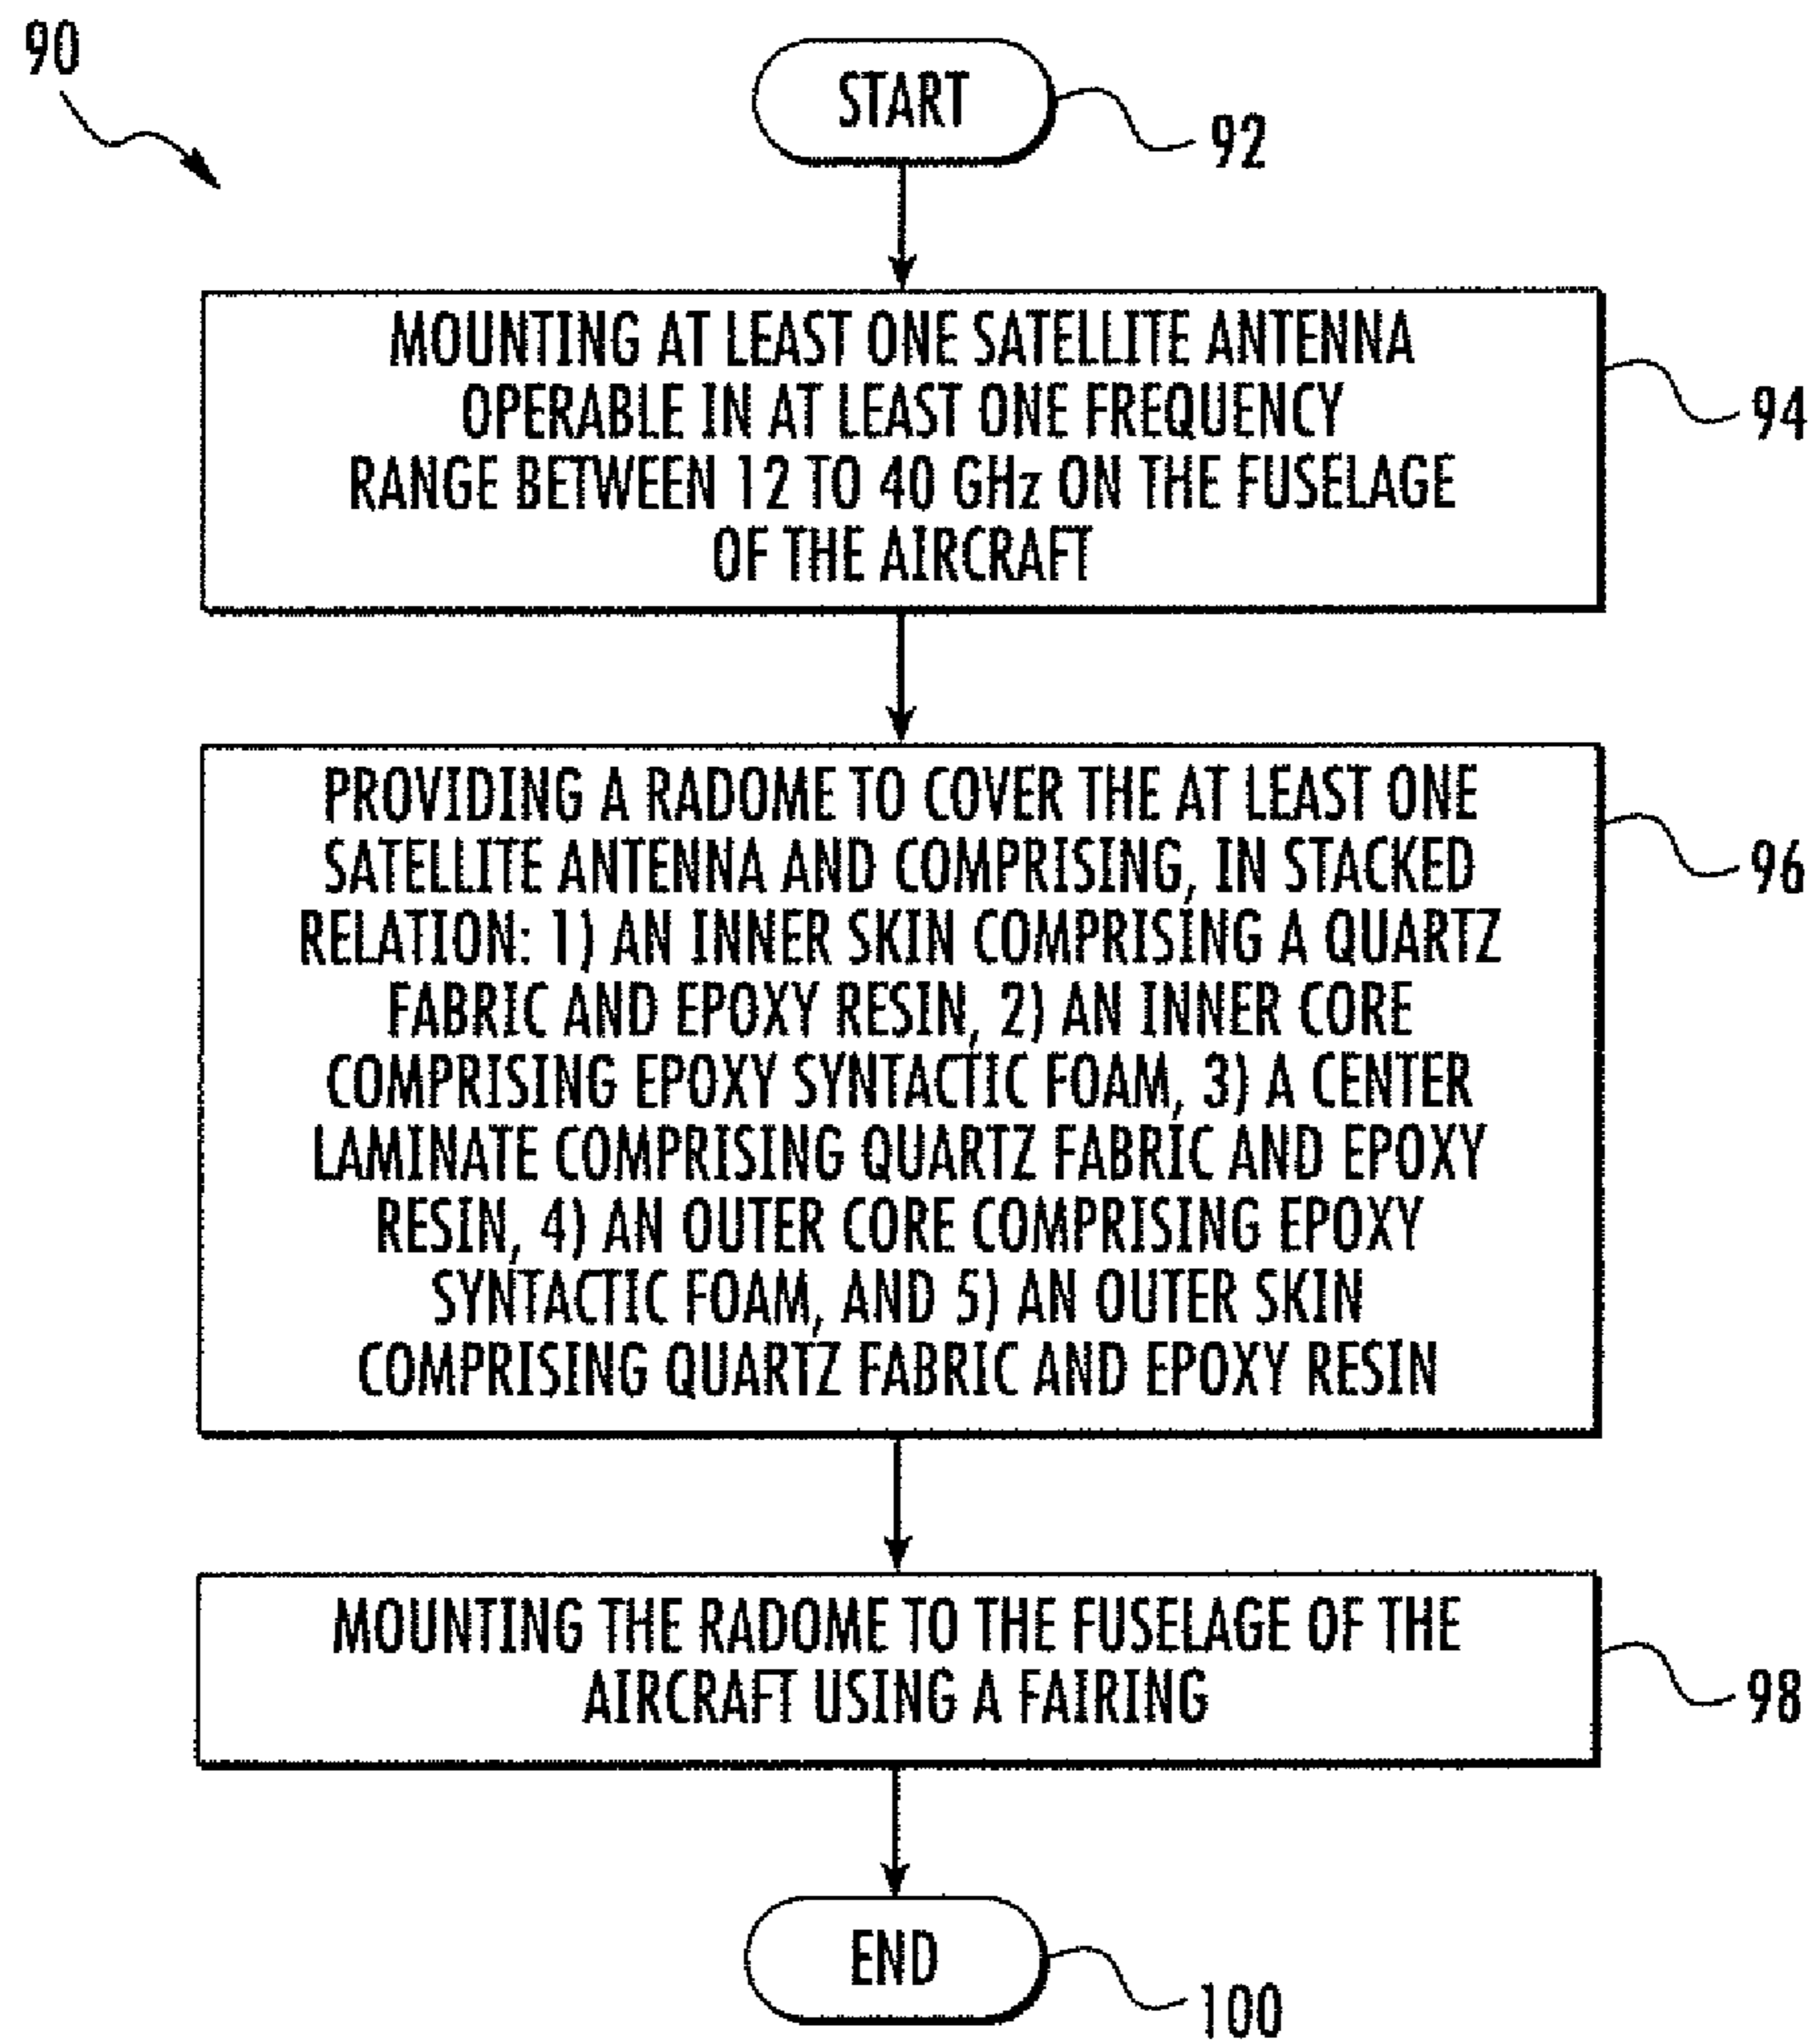 90
START
92
MOUNTING AT LEAST ONE SATELLITE ANTENNA
OPERABLE IN AT LEAST ONE FREQUENCY
RANGE BETWEEN 12 TO 40 GHz ON THE FUSELAGE
OF THE AIRCRAFT
94
PROVIDING A RADOME TO COVER THE AT LEAST ONE
SATELLITE ANTENNA AND COMPRISING, IN STACKED
RELATION: 1) AN INNER SKIN COMPRISING A QUARTZ
FABRIC AND EPOXY RESIN, 2) AN INNER CORE
COMPRISING EPOXY SYNTACTIC FOAM, 3) A CENTER
LAMINATE COMPRISING QUARTZ FABRIC AND EPOXY
RESIN, 4) AN OUTER CORE COMPRISING EPOXY
SYNTACTIC FOAM, AND 5) AN OUTER SKIN
COMPRISING QUARTZ FABRIC AND EPOXY RESIN
96
MOUNTING THE RADOME TO THE FUSELAGE OF THE
AIRCRAFT USING A FAIRING
98
END
100